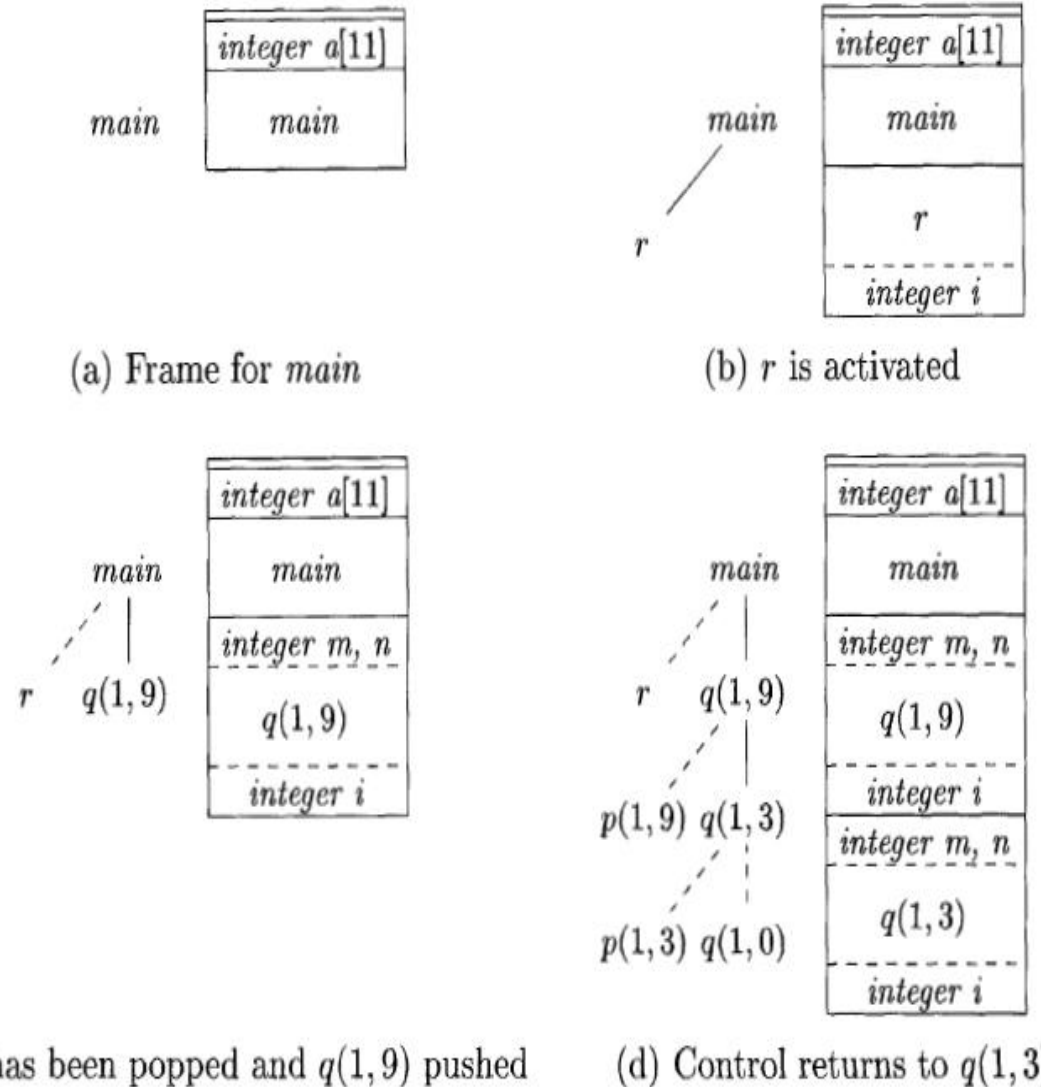 integer a[11]
main
main
(a) Frame for main
integer a[11]
main
main
r
r
integer i
(b) r is activated
integer a[11]
main
main
integer m, n
r q(1, 9)
q(1, 9)
integer i
has been popped and q(1, 9) pushed
integer a[11]
main
main
integer m, n
r q(1, 9)
q(1, 9)
integer i
p(1, 9) q(1, 3)
integer m, n
q(1, 3)
p(1, 3) q(1, 0)
integer i
(d) Control returns to q(1, 3